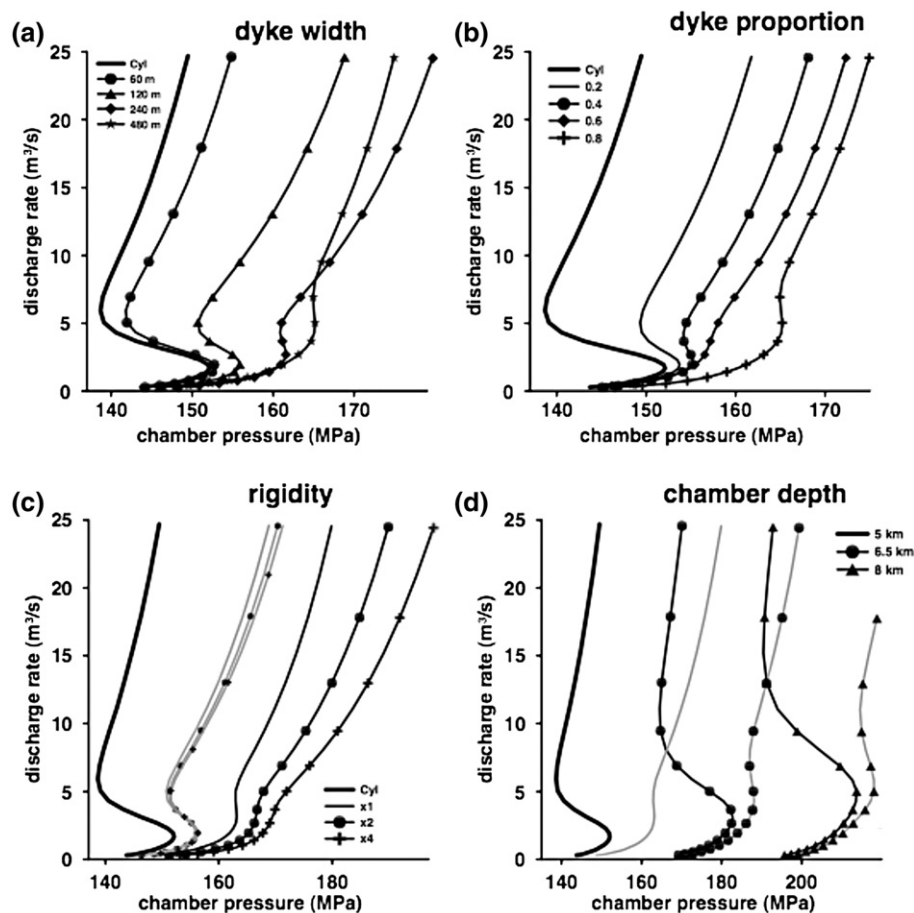 (a) dyke width
25
20
15
10
5
0
discharge rate (m³/s)
Cyl
60 m
120 m
240 m
480 m
140 150 160 170
chamber pressure (MPa)
(b) dyke proportion
25
20
15
10
5
0
discharge rate (m³/s)
Cyl
0.2
0.4
0.6
0.8
140 150 160 170
chamber pressure (MPa)
(c) rigidity
25
20
15
10
5
0
discharge rate (m³/s)
Cyl
x1
x2
x4
140 160 180
chamber pressure (MPa)
(d) chamber depth
25
20
15
10
5
0
discharge rate (m³/s)
5 km
6.5 km
8 km
140 160 180 200
chamber pressure (MPa)